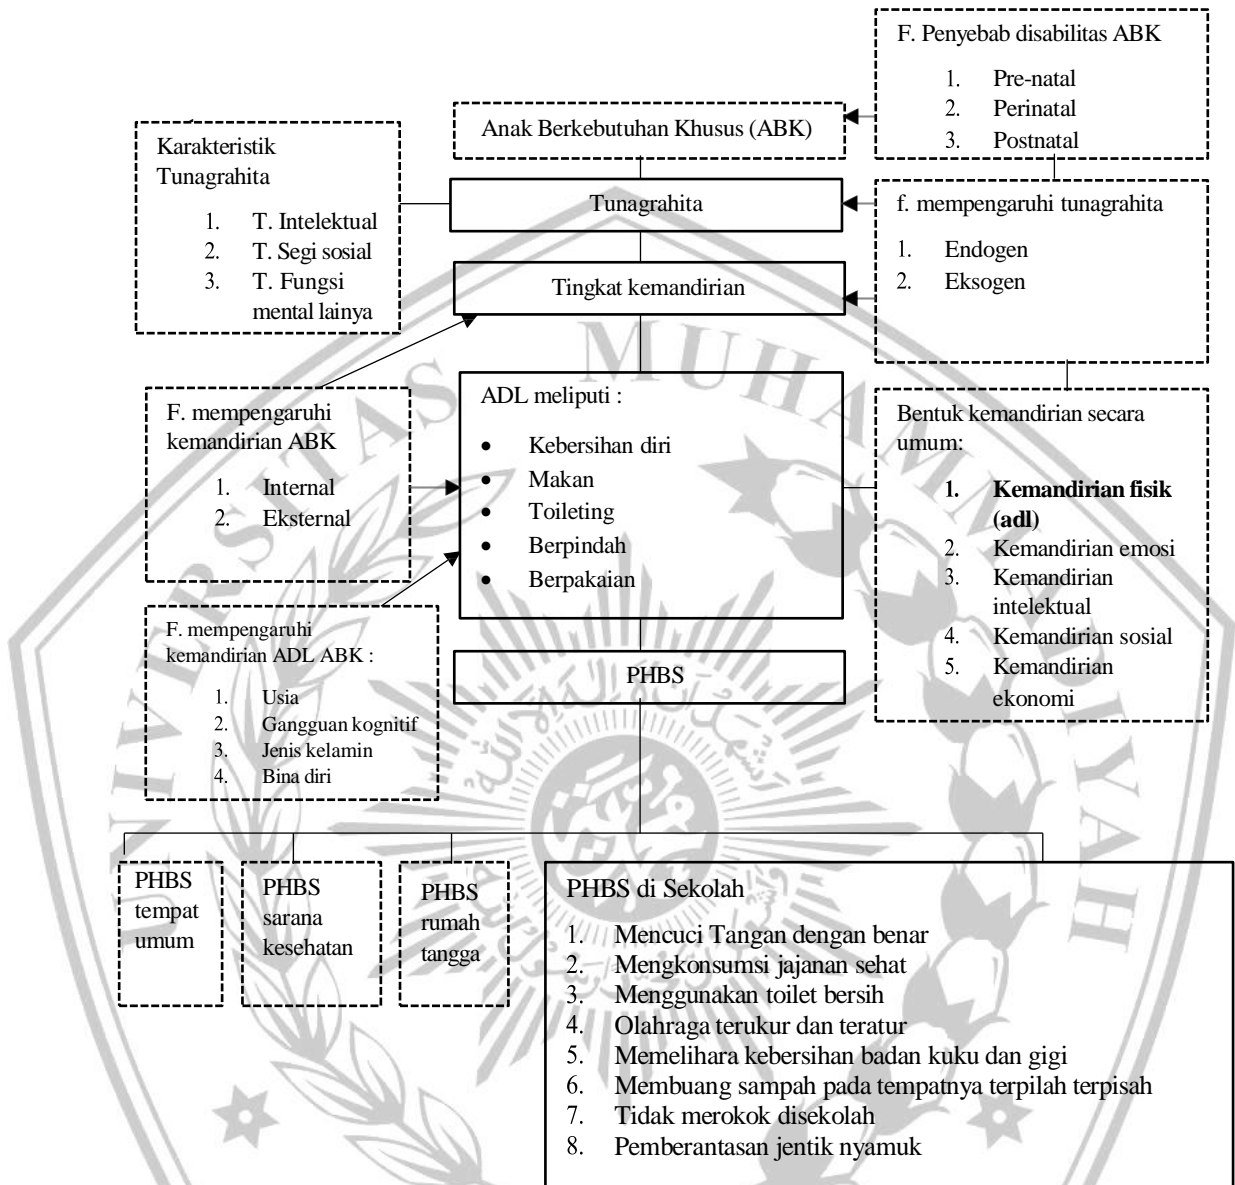 F. Penyebab disabilitas ABK
1. Pre-natal
2. Perinatal
3. Postnatal
Anak Berkebutuhan Khusus (ABK)
Karakteristik
Tunagrahita
1. T. Intelektual
2. T. Segi sosial
3. T. Fungsi
mental lainya
Tunagrahita
f. mempengaruhi tunagrahita
1. Endogen
2. Eksogen
Tingkat kemandirian
F. mempengaruhi
kemandirian ABK
1. Internal
2. Eksternal
ADL meliputi :
• Kebersihan diri
• Makan
• Toileting
• Berpindah
• Berpakaian
Bentuk kemandirian secara
umum:
1. Kemandirian fisik
(adl)
2. Kemandirian emosi
3. Kemandirian
intelektual
4. Kemandirian sosial
5. Kemandirian
ekonomi
F. mempengaruhi
kemandirian ADL ABK :
1. Usia
2. Gangguan kognitif
3. Jenis kelamin
4. Bina diri
PHBS
PHBS
tempat
umum
PHBS
sarana
kesehatan
PHBS
rumah
tangga
PHBS di Sekolah
1. Mencuci Tangan dengan benar
2. Mengkonsumsi jajanan sehat
3. Menggunakan toilet bersih
4. Olahraga terukur dan teratur
5. Memelihara kebersihan badan kuku dan gigi
6. Membuang sampah pada tempatnya terpilah terpisah
7. Tidak merokok disekolah
8. Pemberantasan jentik nyamuk
UNIVERSITAS MUHAMMADIYAH